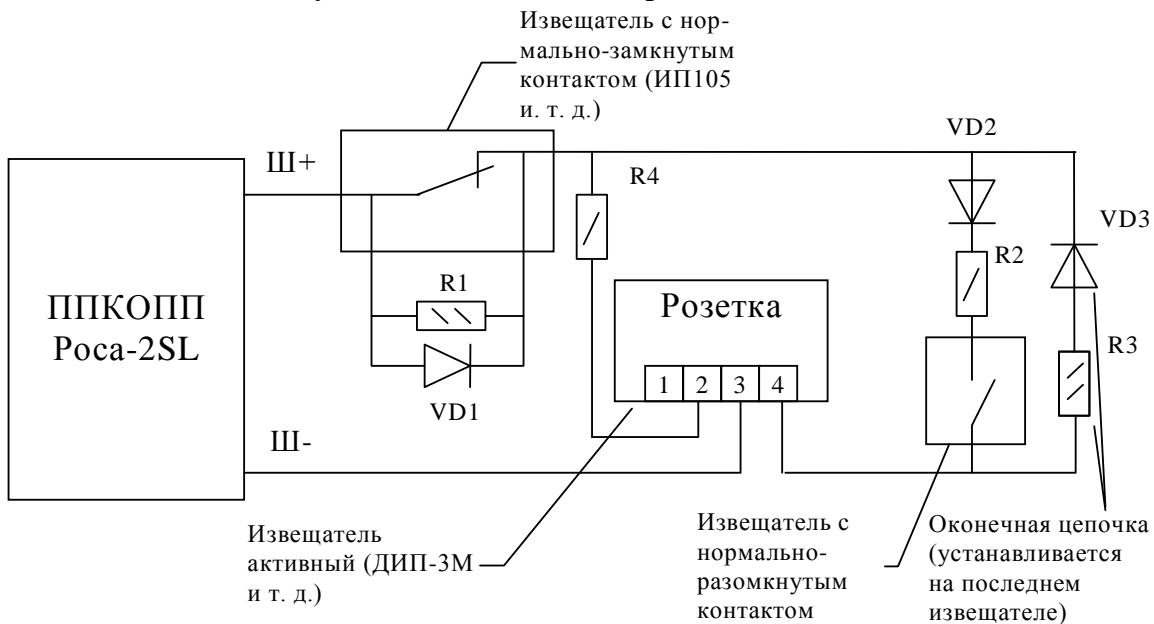 Извещатель с нор-
мально-замкнутым
контактом (ИП105
и. т. д.)
VD2
Ш+
R4
VD3
R2
R1
ППКОПП
Роса-2SL
Розетка
R3
1 2 3 4
VD1
Ш-
Извещатель
активный (ДИП-3М
и т. д.)
Извещатель с
нормально-
разомкнутым
контактом
Оконечная цепочка
(устанавливается
на последнем
извещателе)